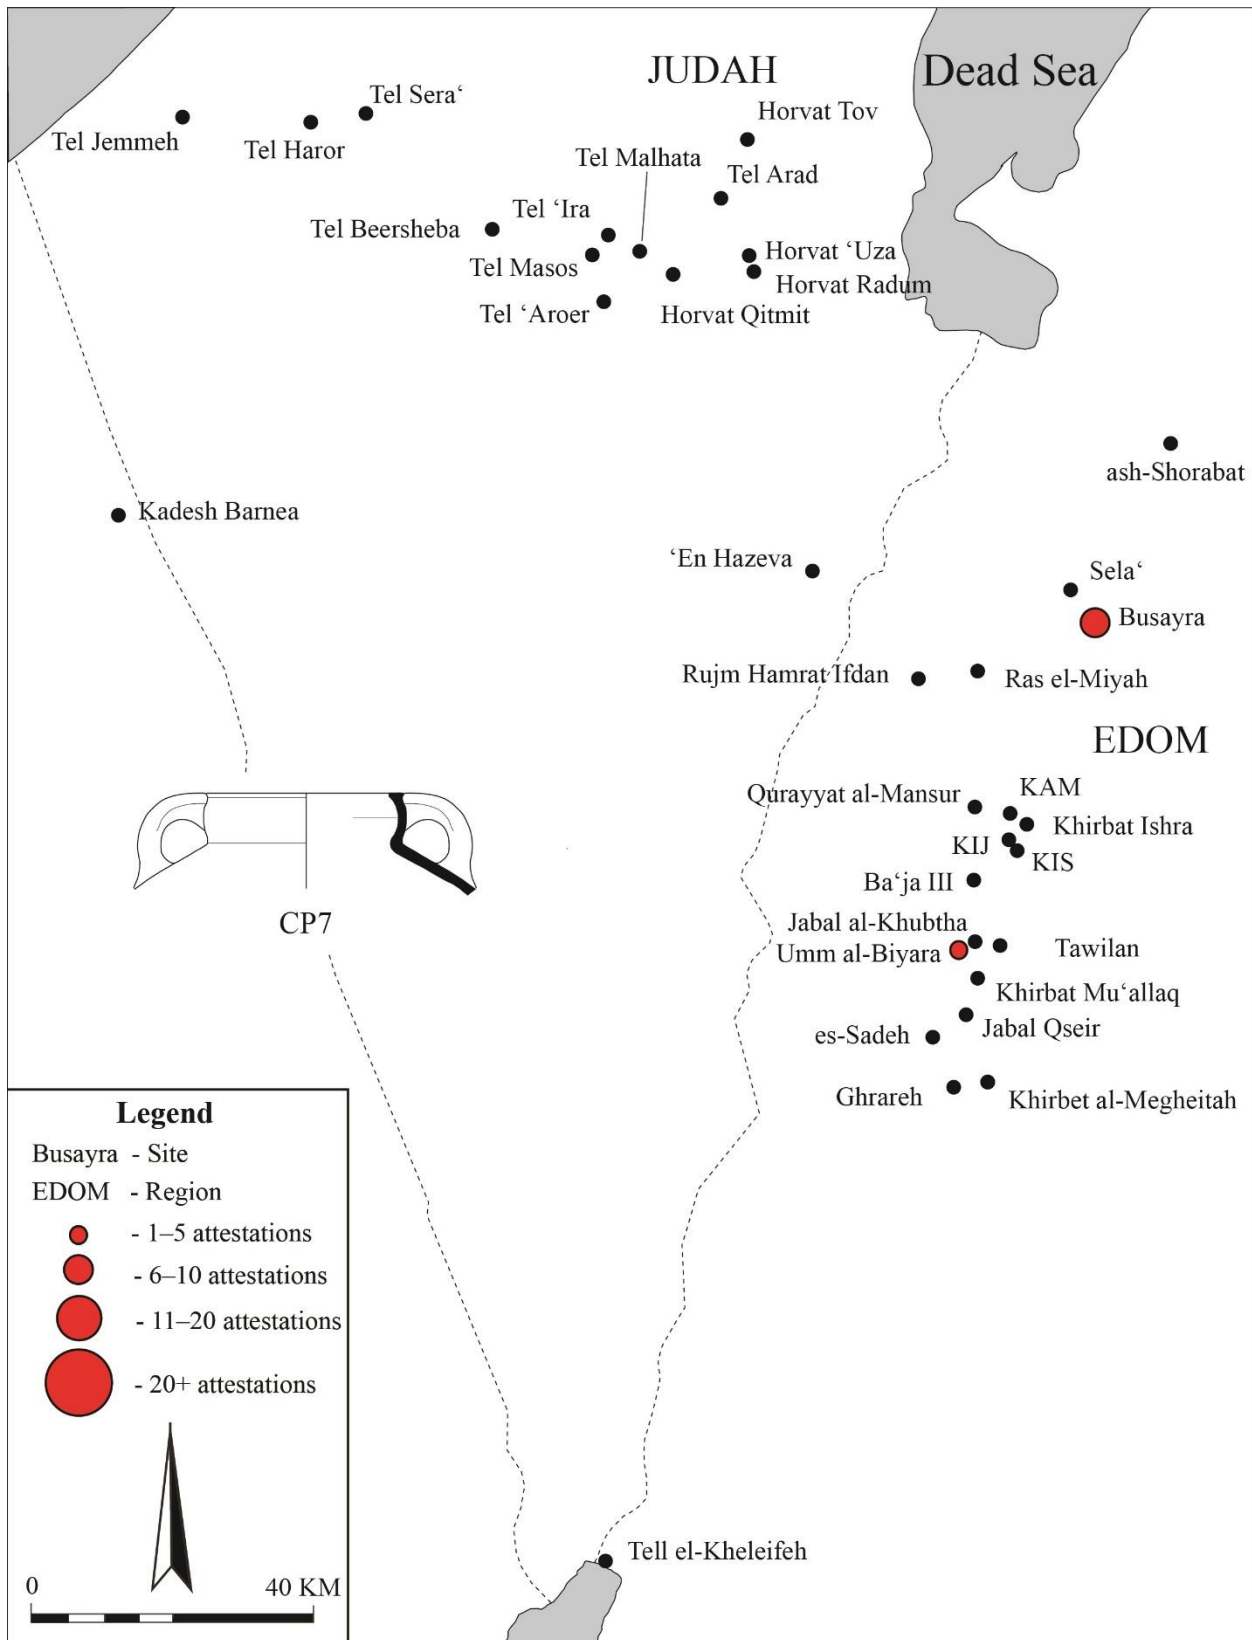 JUDAH
Dead Sea
Tel Sera‘
Tel Jemmeh
Tel Haror
Horvat Tov
Tel Malhata
Tel Arad
Tel ‘Ira
Tel Beersheba
Tel Masos
Horvat ‘Uza
Horvat Radum
Tel ‘Aroer
Horvat Qitmit
ash-Shorabat
Kadesh Barnea
‘En Hazeva
Sela‘
Busayra
Rujm Hamrat Ifdan
Ras el-Miyah
EDOM
Qurayyat al-Mansur
KAM
Khirbat Ishra
KIJ
KIS
Ba‘ja III
CP7
Jabal al-Khubtha
Umm al-Biyara
Tawilan
Khirbat Mu‘allaq
Jabal Qseir
es-Sadeh
Ghrareh
Khirbet al-Megheitah
Legend
Busayra - Site
EDOM - Region
- 1–5 attestations
- 6–10 attestations
- 11–20 attestations
- 20+ attestations
0 40 KM
Tell el-Kheleifeh